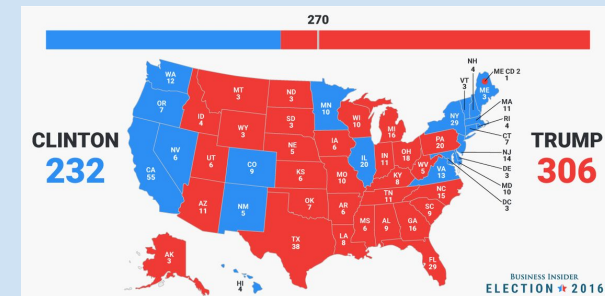 270
CLINTON
232
TRUMP
306
WA
12
OR
7
CA
55
NV
6
ID
4
MT
3
WY
3
UT
6
AZ
11
CO
9
NM
5
ND
3
SD
3
NE
5
KS
6
OK
7
TX
38
MN
10
IA
6
MO
10
AR
6
LA
8
WI
10
IL
20
MI
16
IN
11
OH
18
KY
8
TN
11
MS
6
AL
9
GA
16
FL
29
SC
9
NC
15
VA
13
WV
5
PA
20
NY
29
VT
3
NH
4
ME CD 2
1
ME
3
MA
11
RI
4
CT
7
NJ
14
DE
3
MD
10
DC
3
AK
3
HI
4
BUSINESS INSIDER
ELECTION 2016